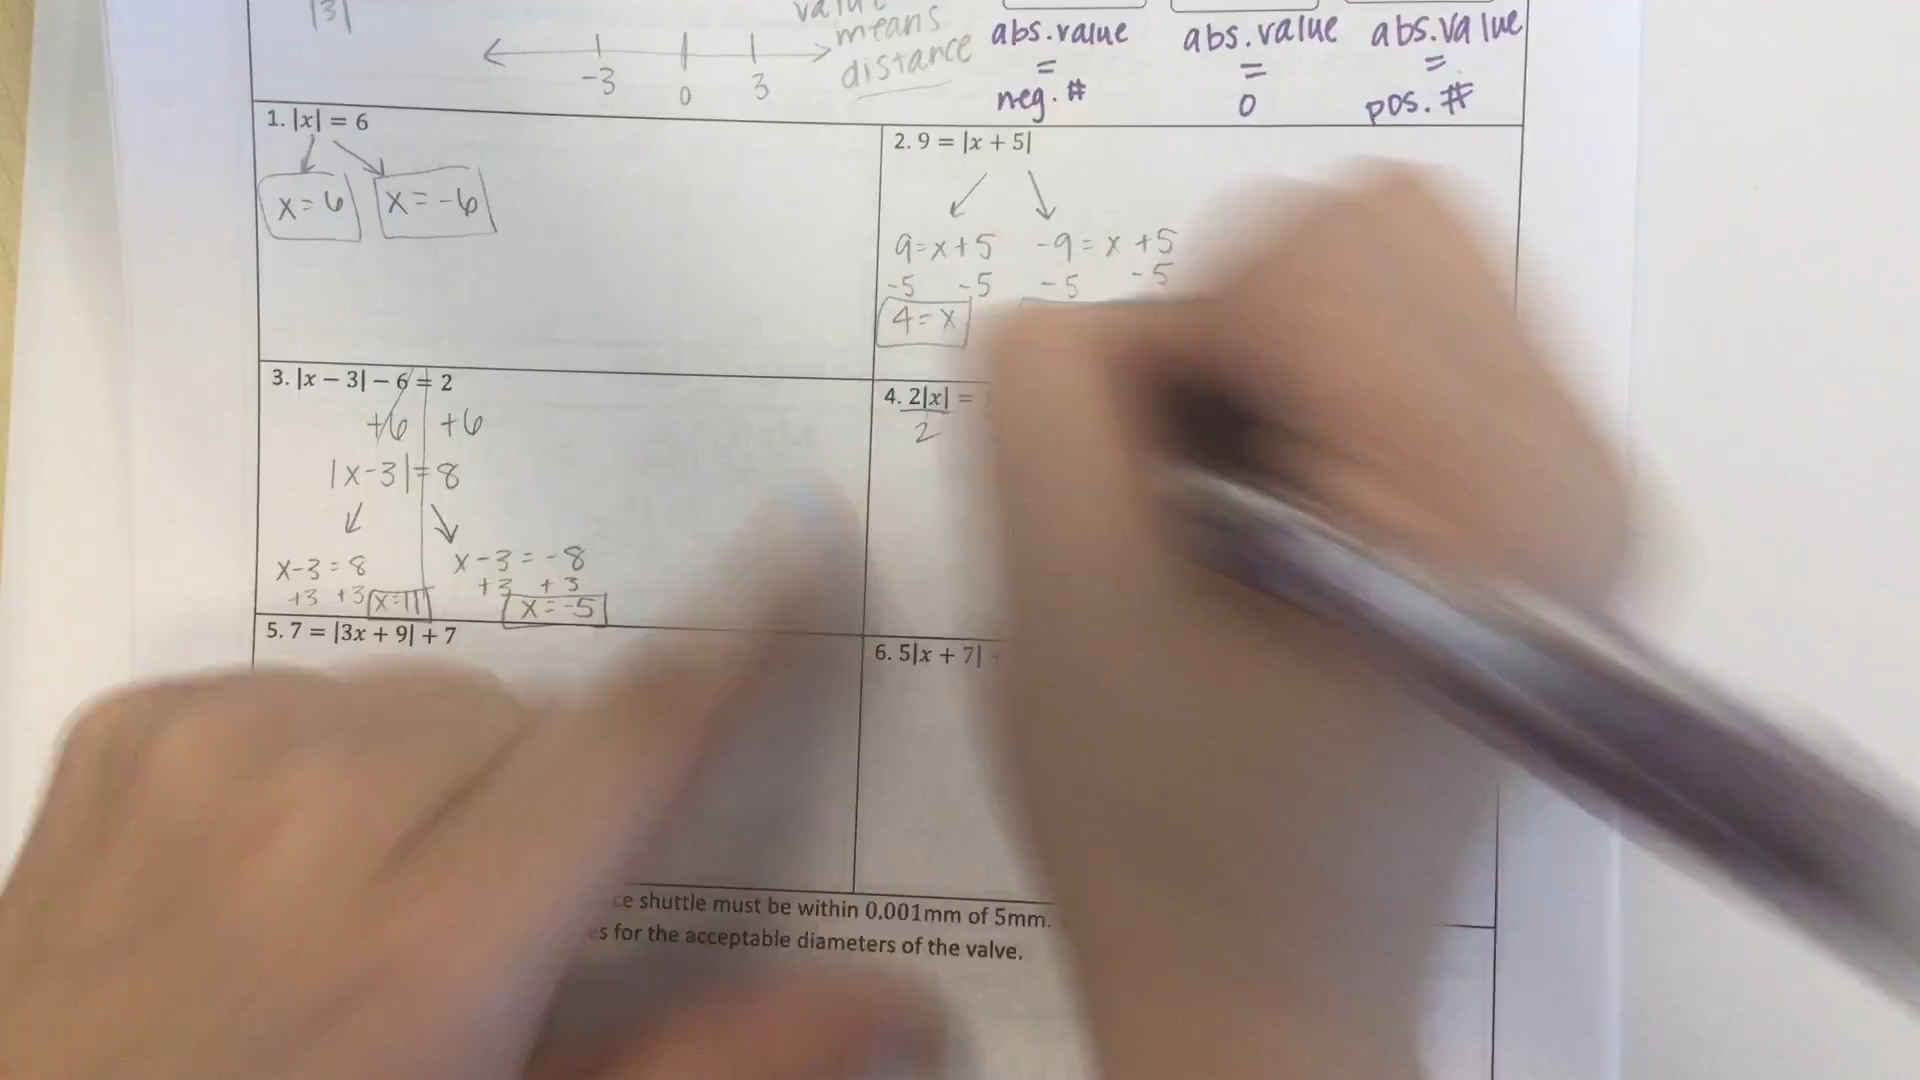 |3|
value
means
distance
-3 0 3
abs.value
=
neg. #
abs.value
=
0
abs.value
=
pos. #
1. |x| = 6
x=6 x=-6
2. 9 = |x + 5|
9=x+5 -9=x+5
-5 -5 -5 -5
4=x
3. |x − 3| − 6 = 2
+6 +6
|x-3|=8
x-3=8 x-3=-8
+3 +3 x=11 +3 +3
x=-5
4. 2|x| =
2
5. 7 = |3x + 9| + 7
6. 5|x + 7|
shuttle must be within 0.001mm of 5mm.
for the acceptable diameters of the valve.